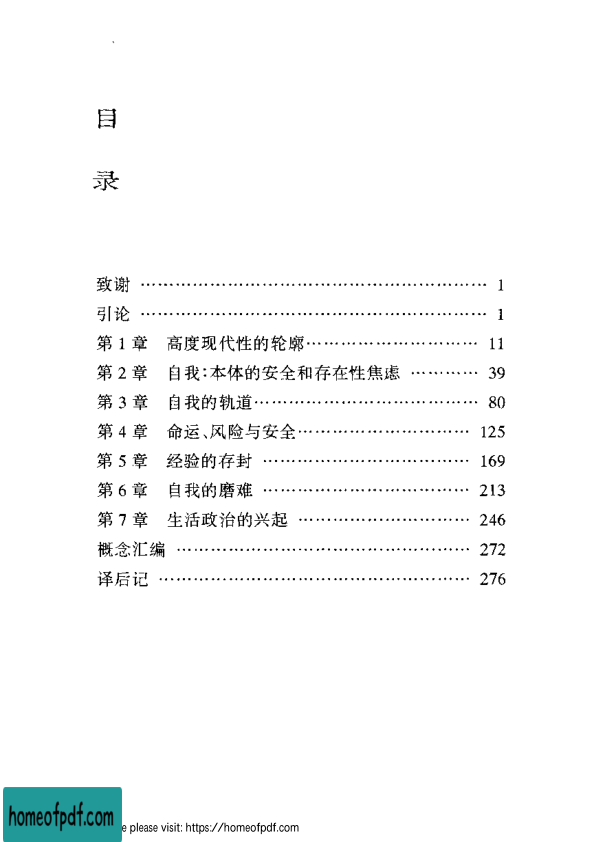 目
录
致谢 …………………………………………………… 1
引论 …………………………………………………… 1
第 1 章 高度现代性的轮廓………………………… 11
第 2 章 自我:本体的安全和存在性焦虑 ………… 39
第 3 章 自我的轨道………………………………… 80
第 4 章 命运、风险与安全………………………… 125
第 5 章 经验的存封 ……………………………… 169
第 6 章 自我的磨难 ……………………………… 213
第 7 章 生活政治的兴起 ………………………… 246
概念汇编 …………………………………………… 272
译后记 ……………………………………………… 276
homeofpdf.com
e please visit: https://homeofpdf.com